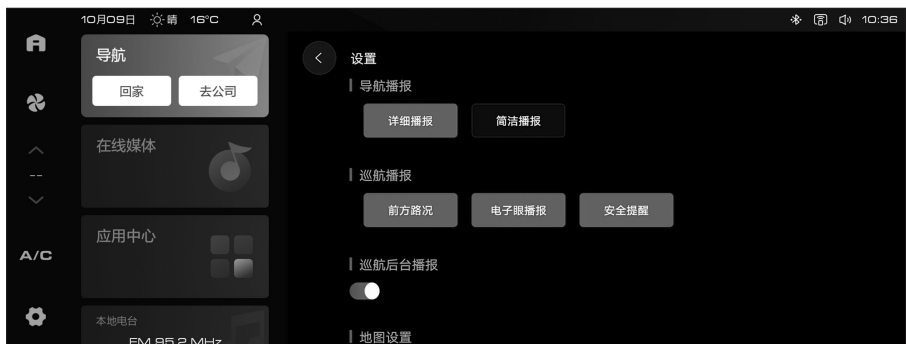 10月09日 晴 16°C 10:36
A
导航
设置
导航播报
回家 去公司
详细播报 简洁播报
在线媒体
--
巡航播报
前方路况 电子眼播报 安全提醒
应用中心
A/C
巡航后台播报
本地电台
FM 95.2 MHz
地图设置